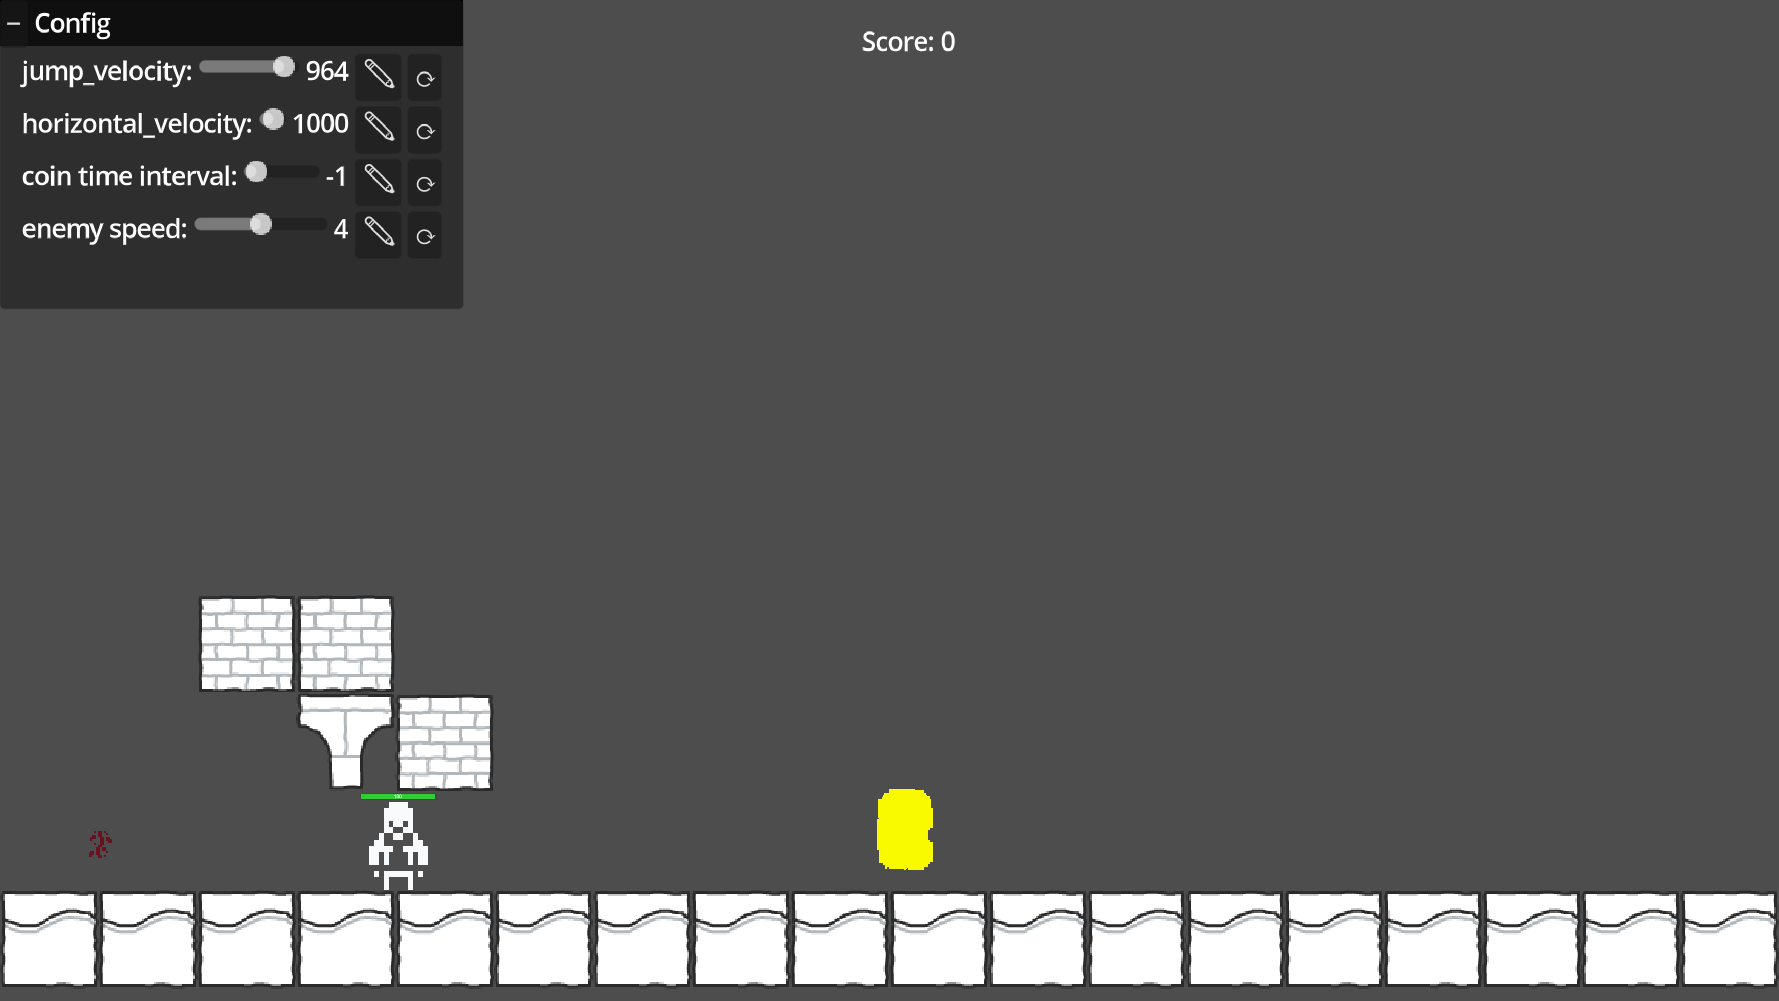 − Config
jump_velocity: 964
horizontal_velocity: 1000
coin time interval: -1
enemy speed: 4
Score: 0